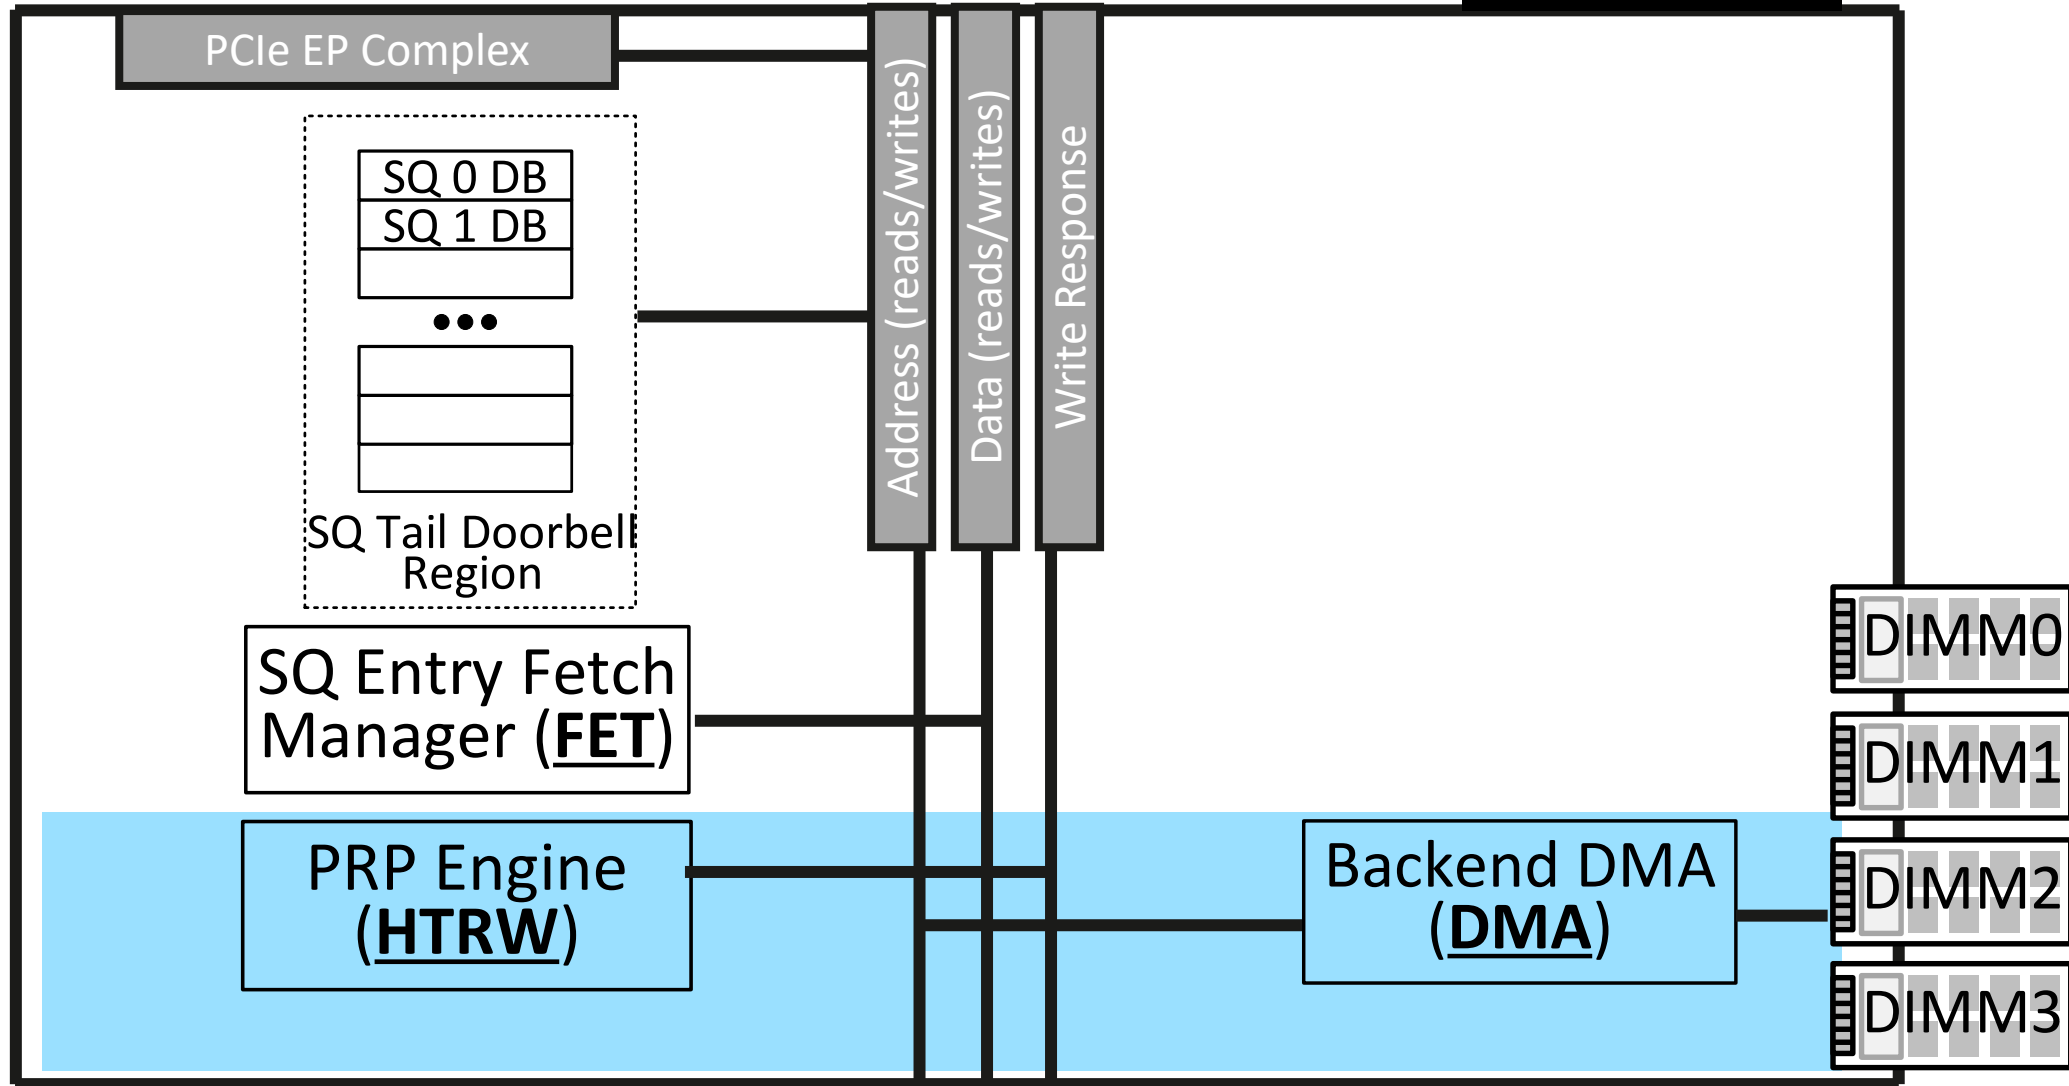 PCIe EP Complex
SQ 0 DB
SQ 1 DB
SQ Tail Doorbell
Region
Address (reads/writes)
Data (reads/writes)
Write Response
SQ Entry Fetch
Manager (FET)
PRP Engine
(HTRW)
Backend DMA
(DMA)
DIMM0
DIMM1
DIMM2
DIMM3